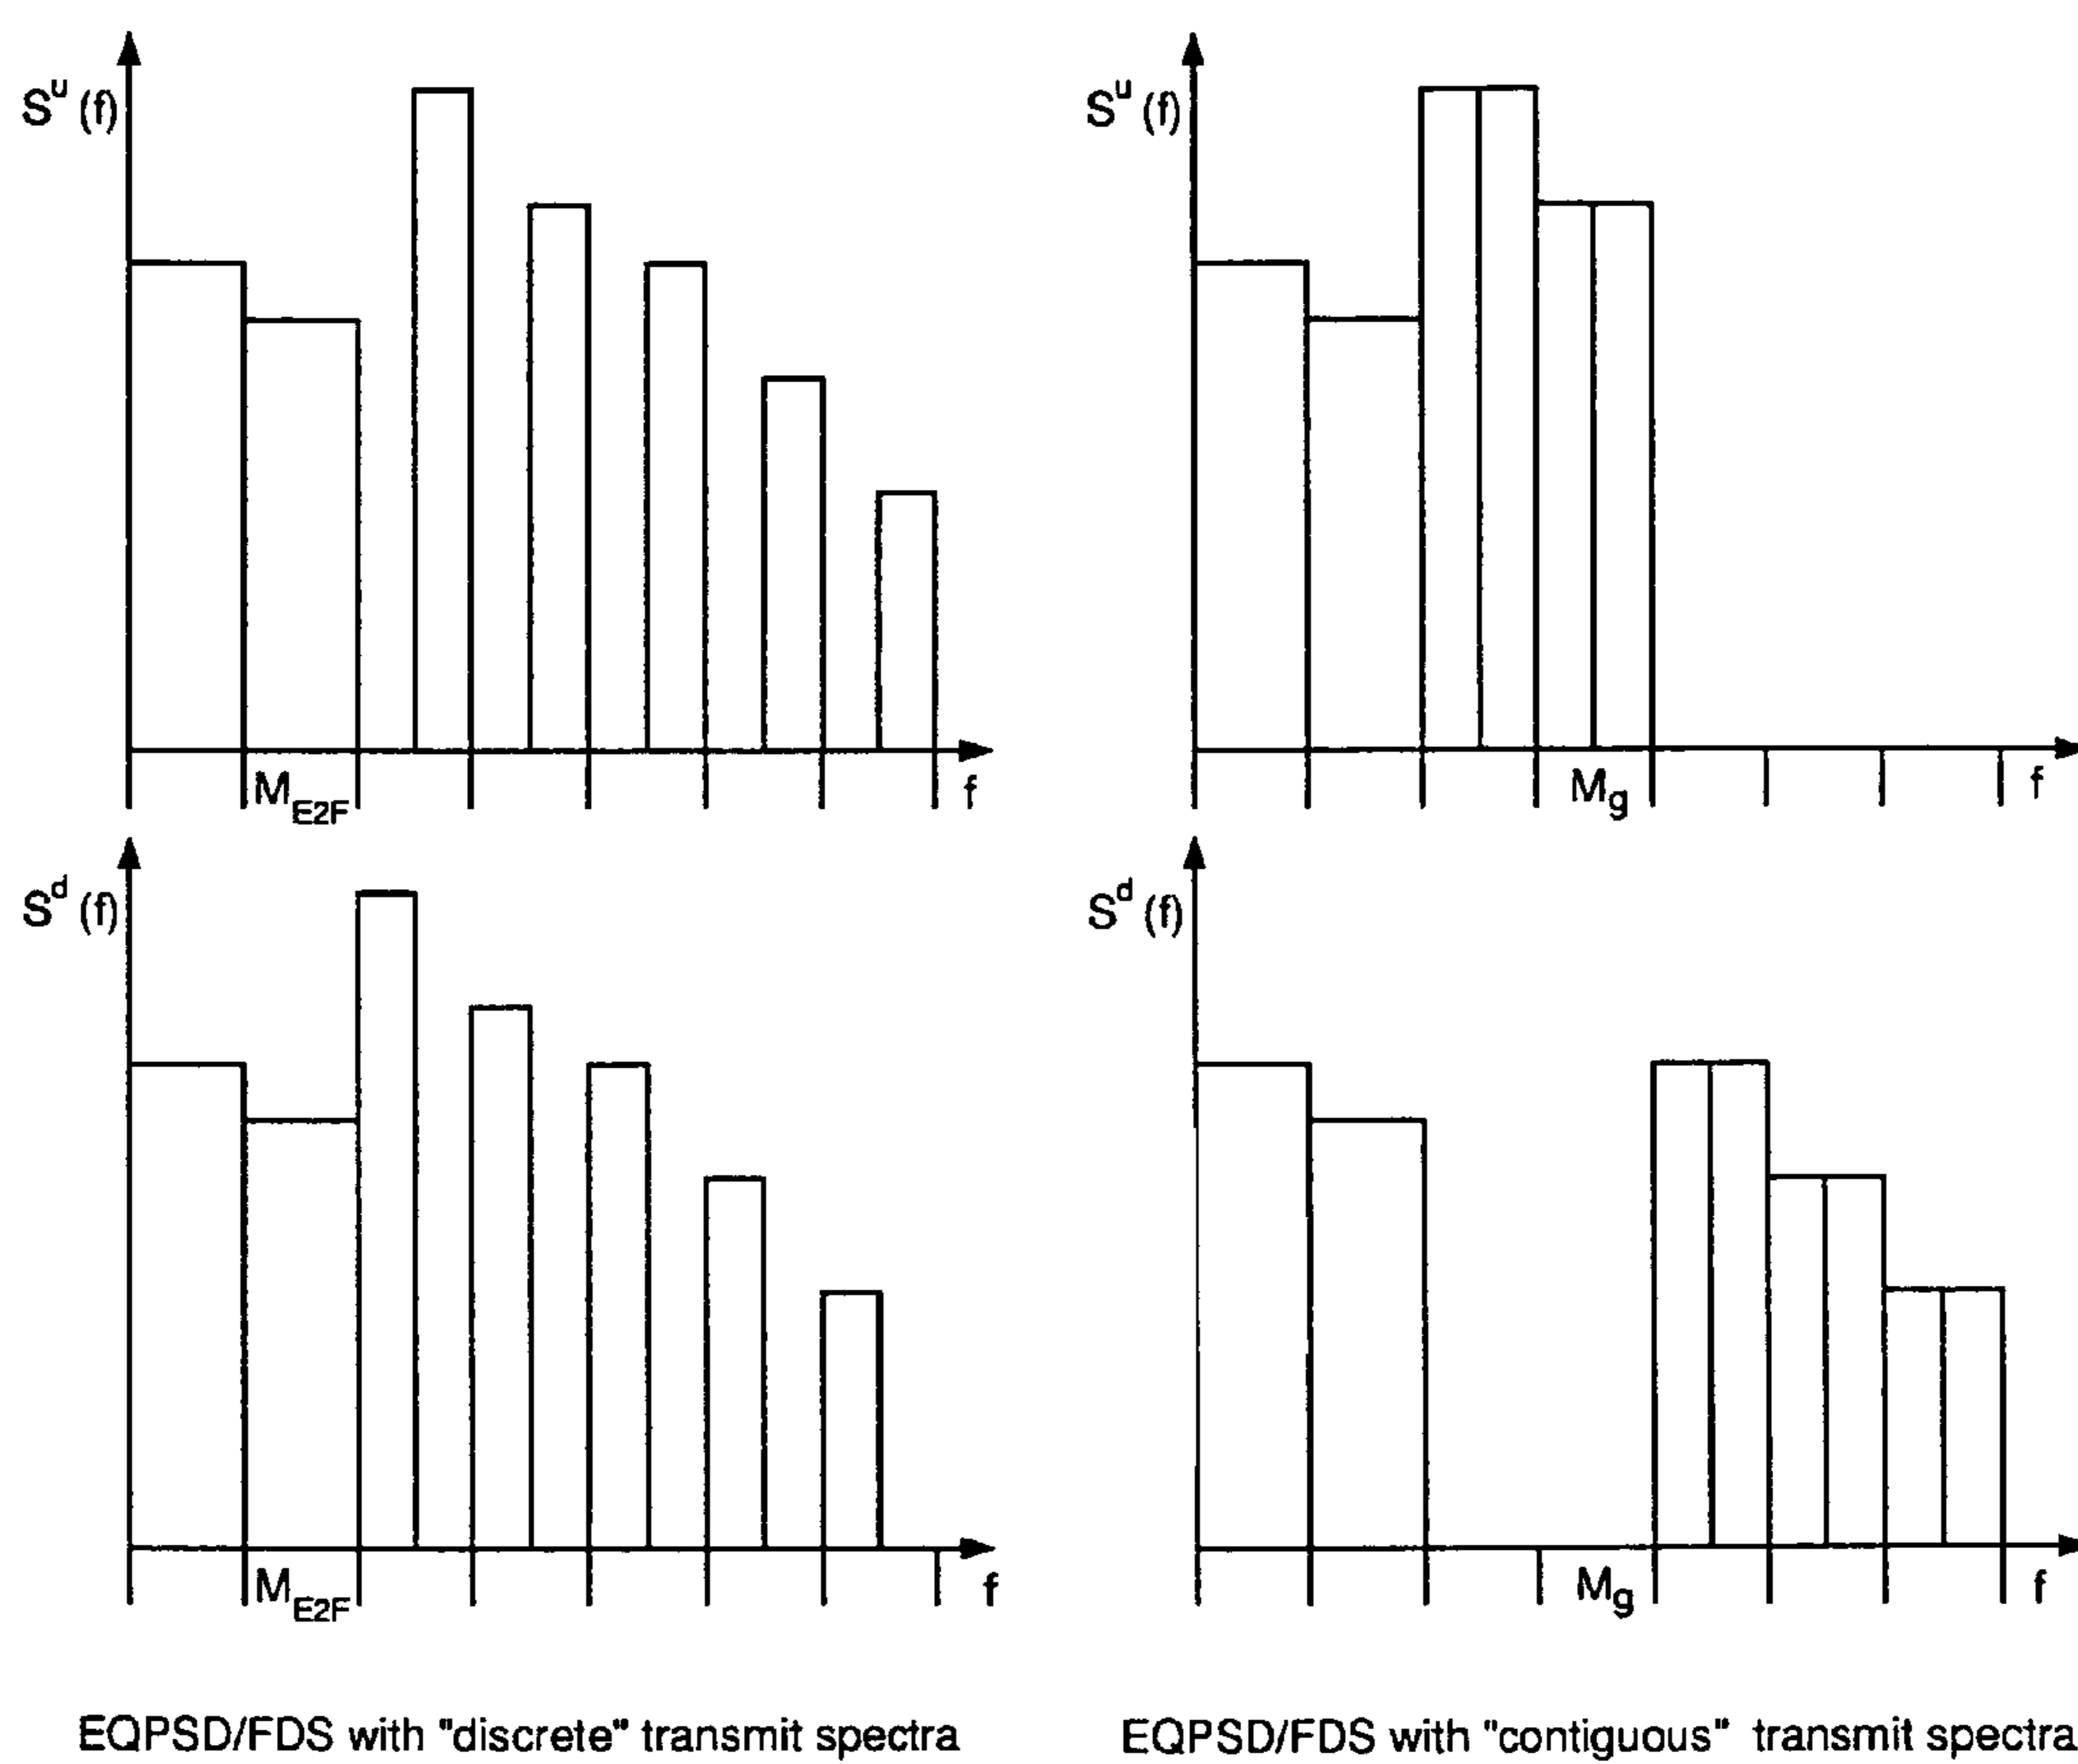 S^u (f)
M_E2F
f
S^u (f)
M_g
f
S^d (f)
M_E2F
f
S^d (f)
M_g
f
EQPSD/FDS with "discrete" transmit spectra
EQPSD/FDS with "contiguous" transmit spectra